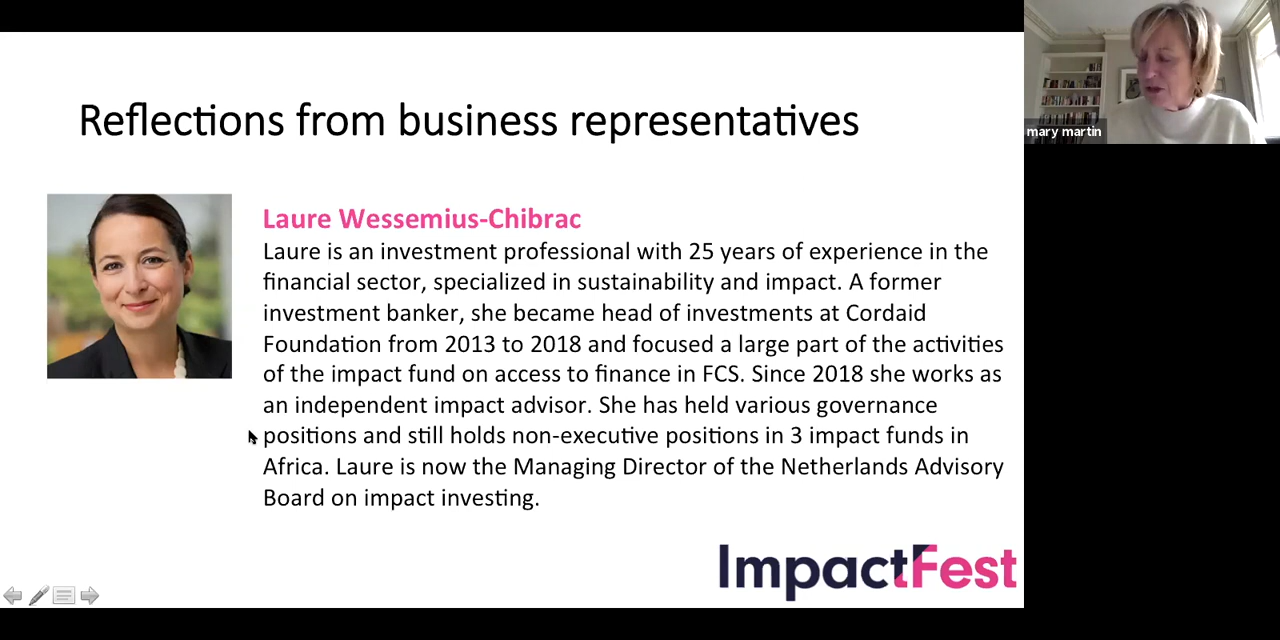 Reflections from business representatives
mary martin
Laure Wessemius-Chibrac
Laure is an investment professional with 25 years of experience in the
financial sector, specialized in sustainability and impact. A former
investment banker, she became head of investments at Cordaid
Foundation from 2013 to 2018 and focused a large part of the activities
of the impact fund on access to finance in FCS. Since 2018 she works as
an independent impact advisor. She has held various governance
positions and still holds non-executive positions in 3 impact funds in
Africa. Laure is now the Managing Director of the Netherlands Advisory
Board on impact investing.
ImpactFest